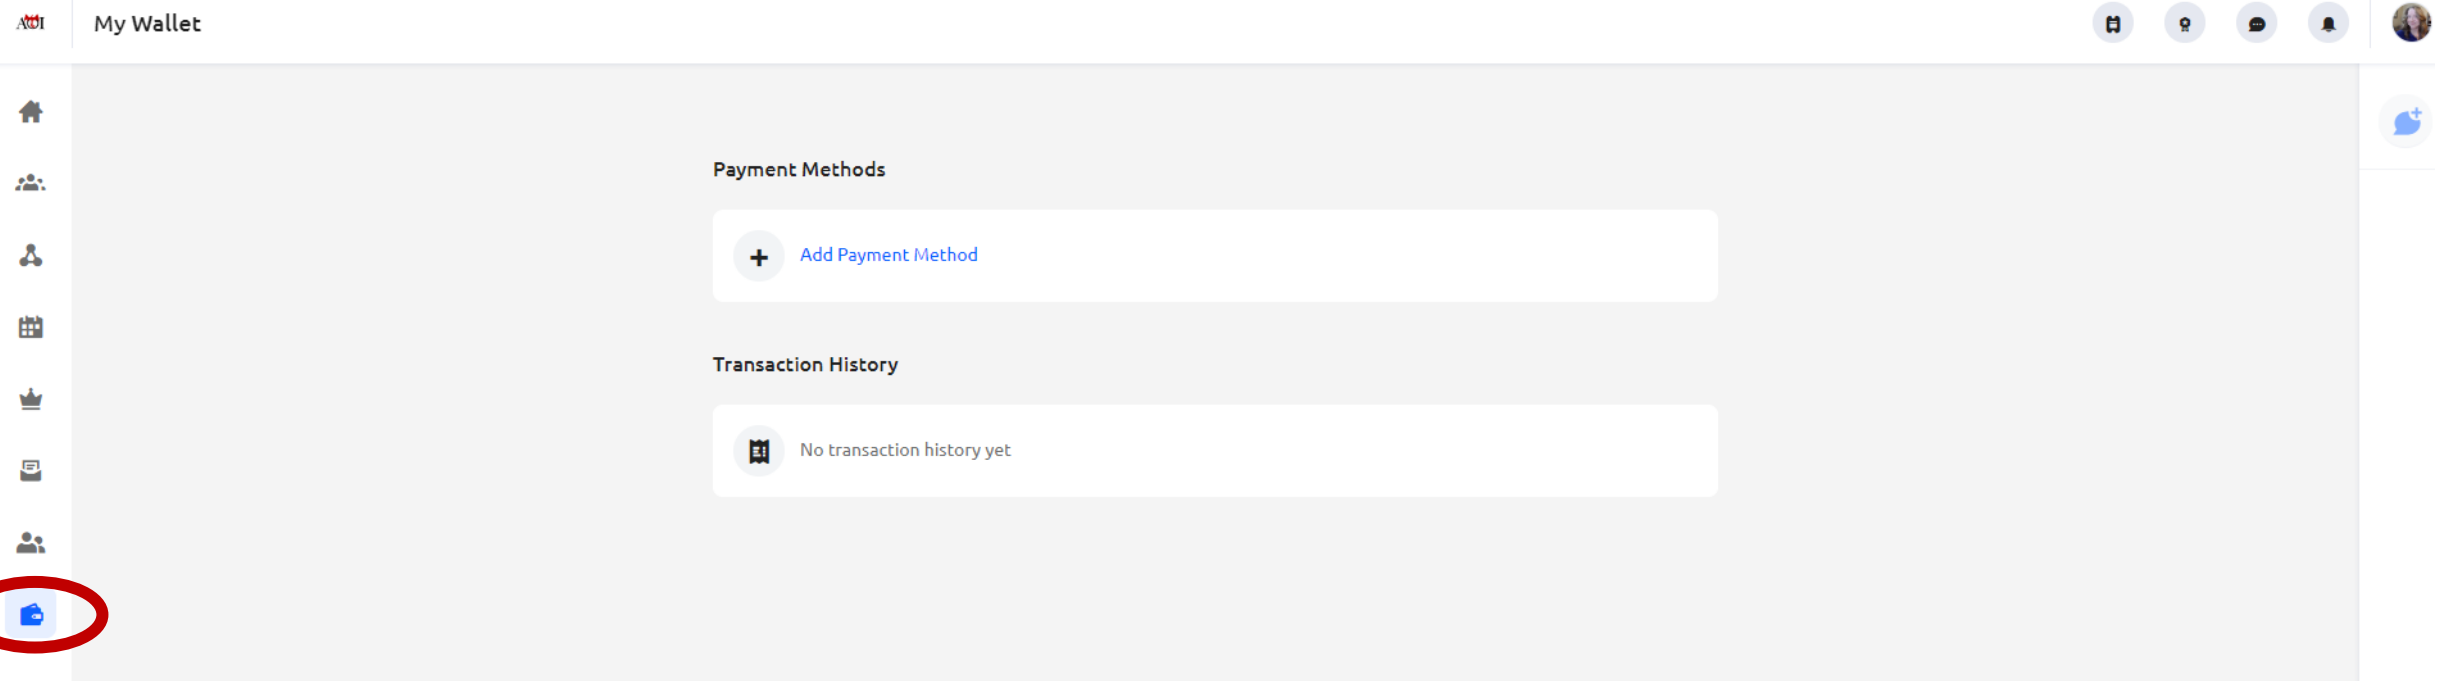 My Wallet
Payment Methods
Add Payment Method
Transaction History
No transaction history yet